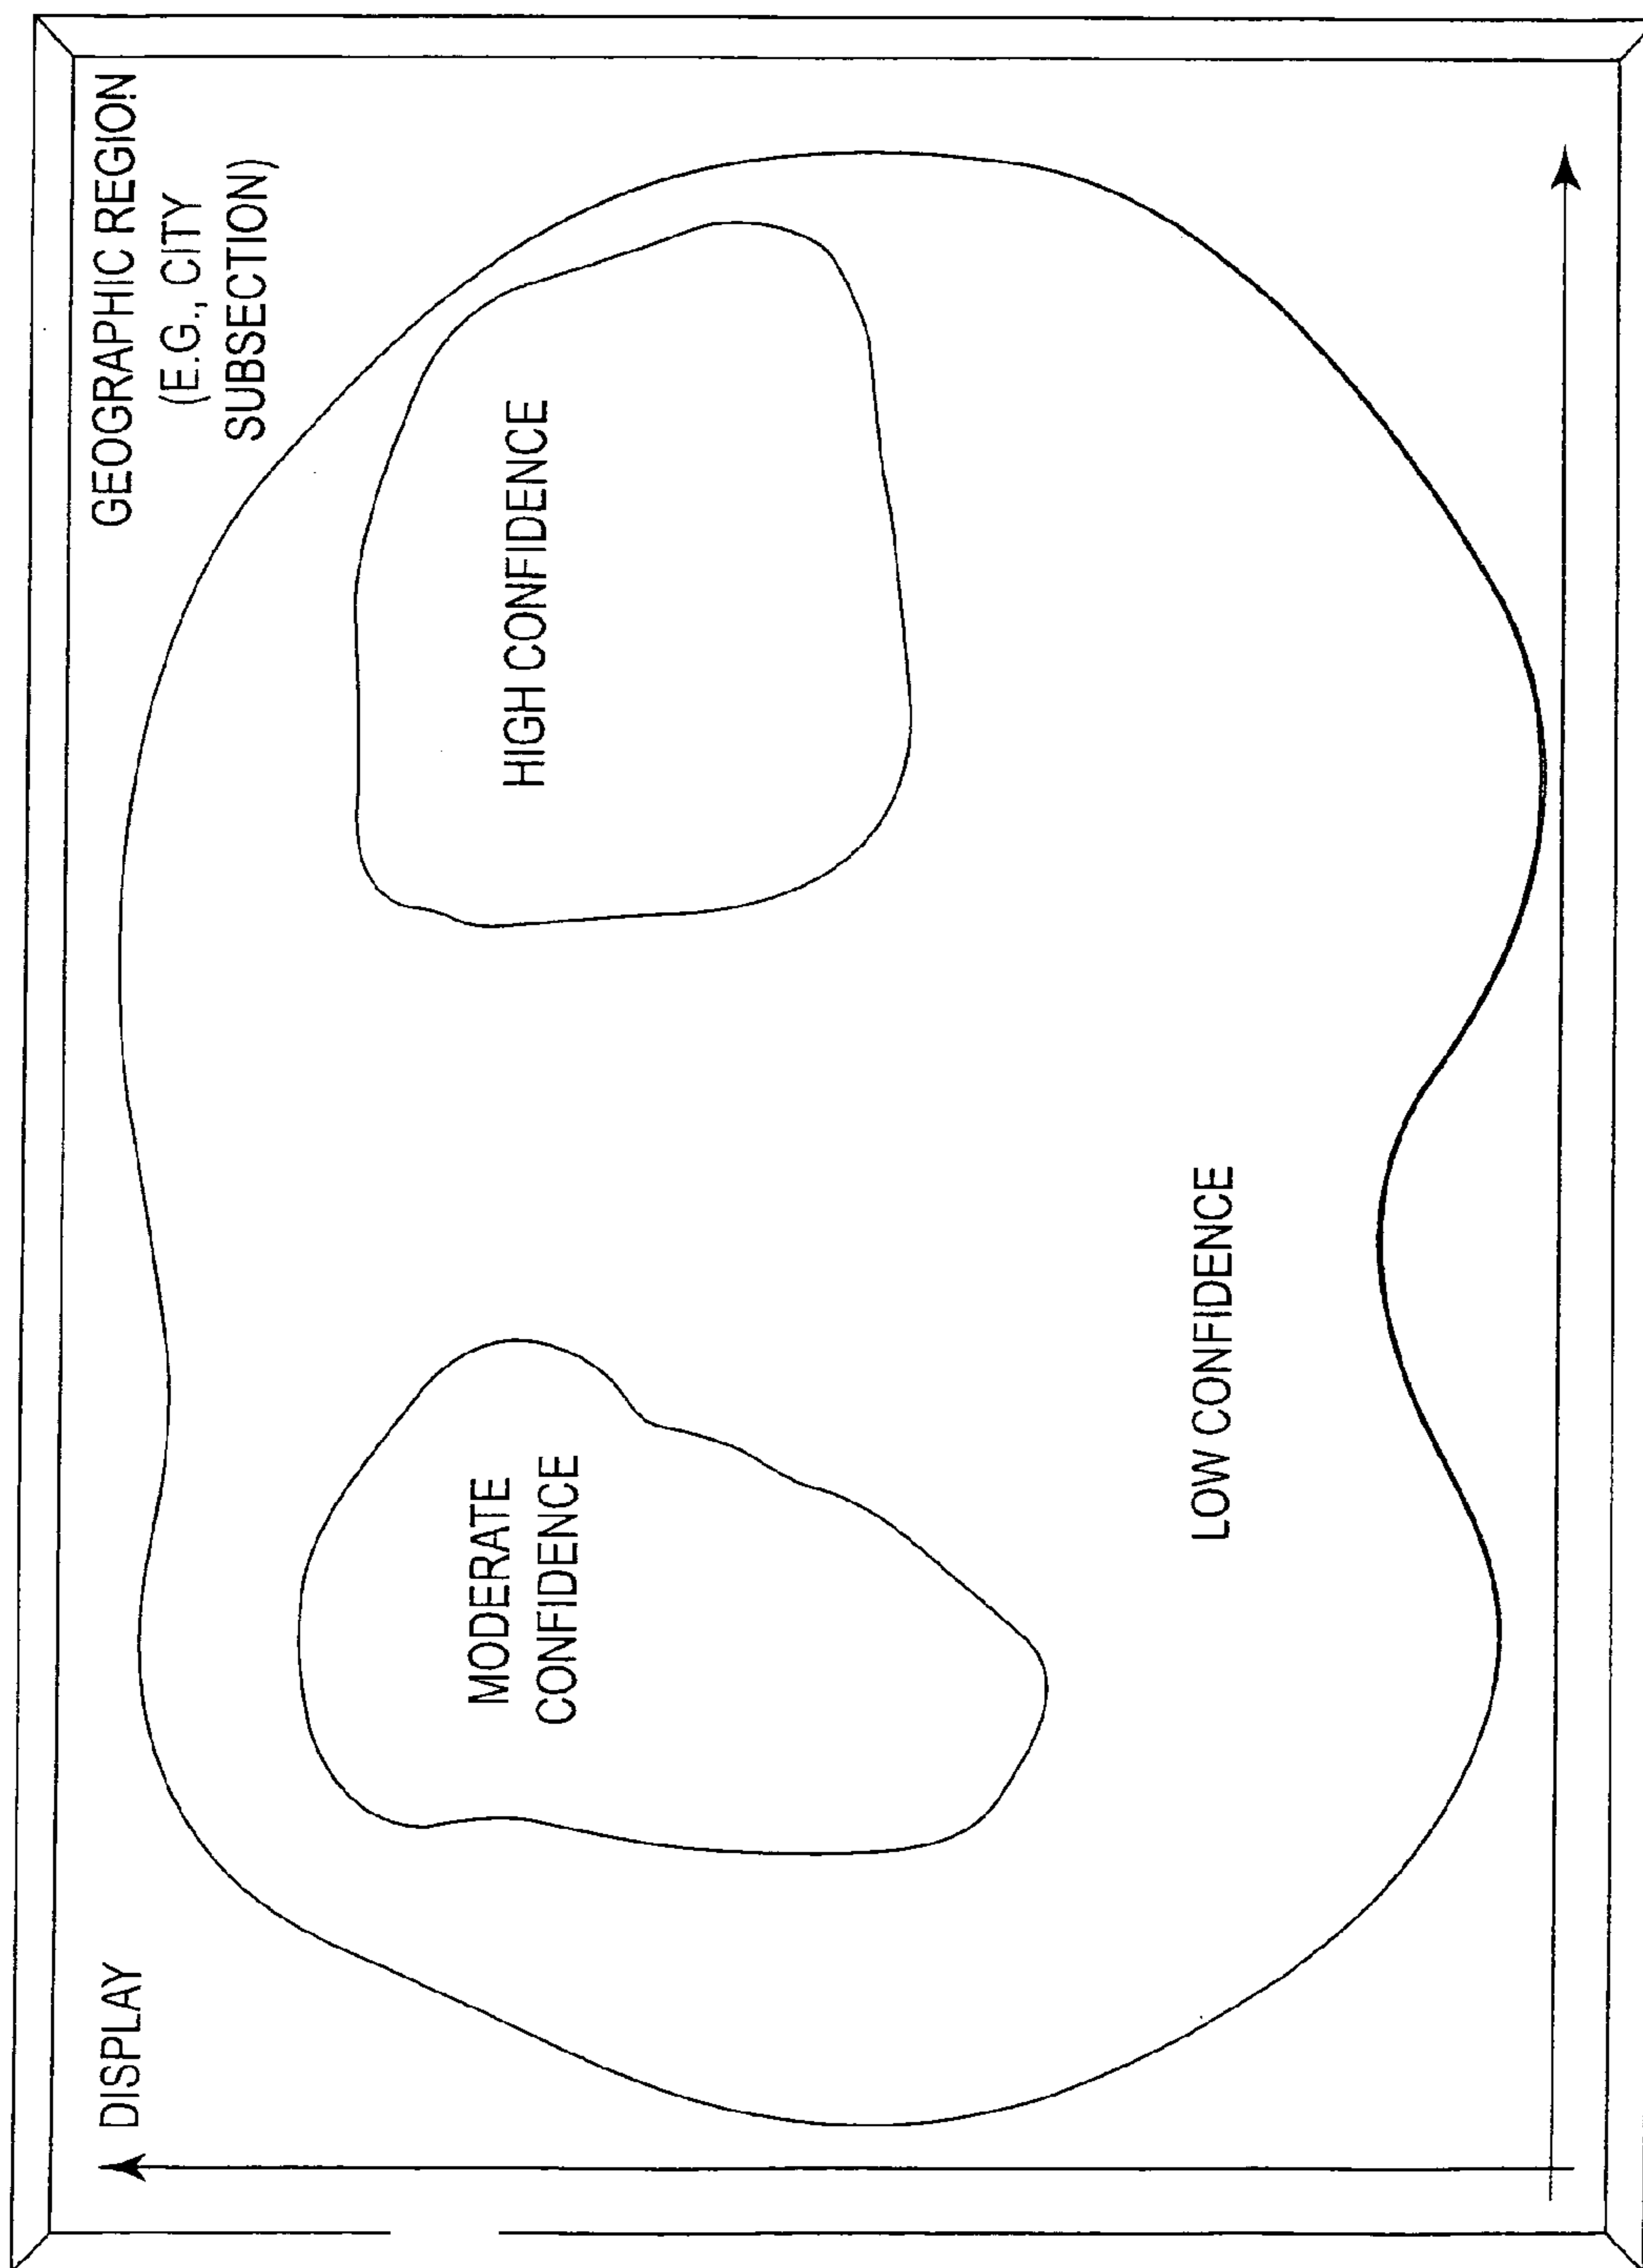 DISPLAY
GEOGRAPHIC REGION
(E.G., CITY
SUBSECTION)
MODERATE
CONFIDENCE
HIGH CONFIDENCE
LOW CONFIDENCE